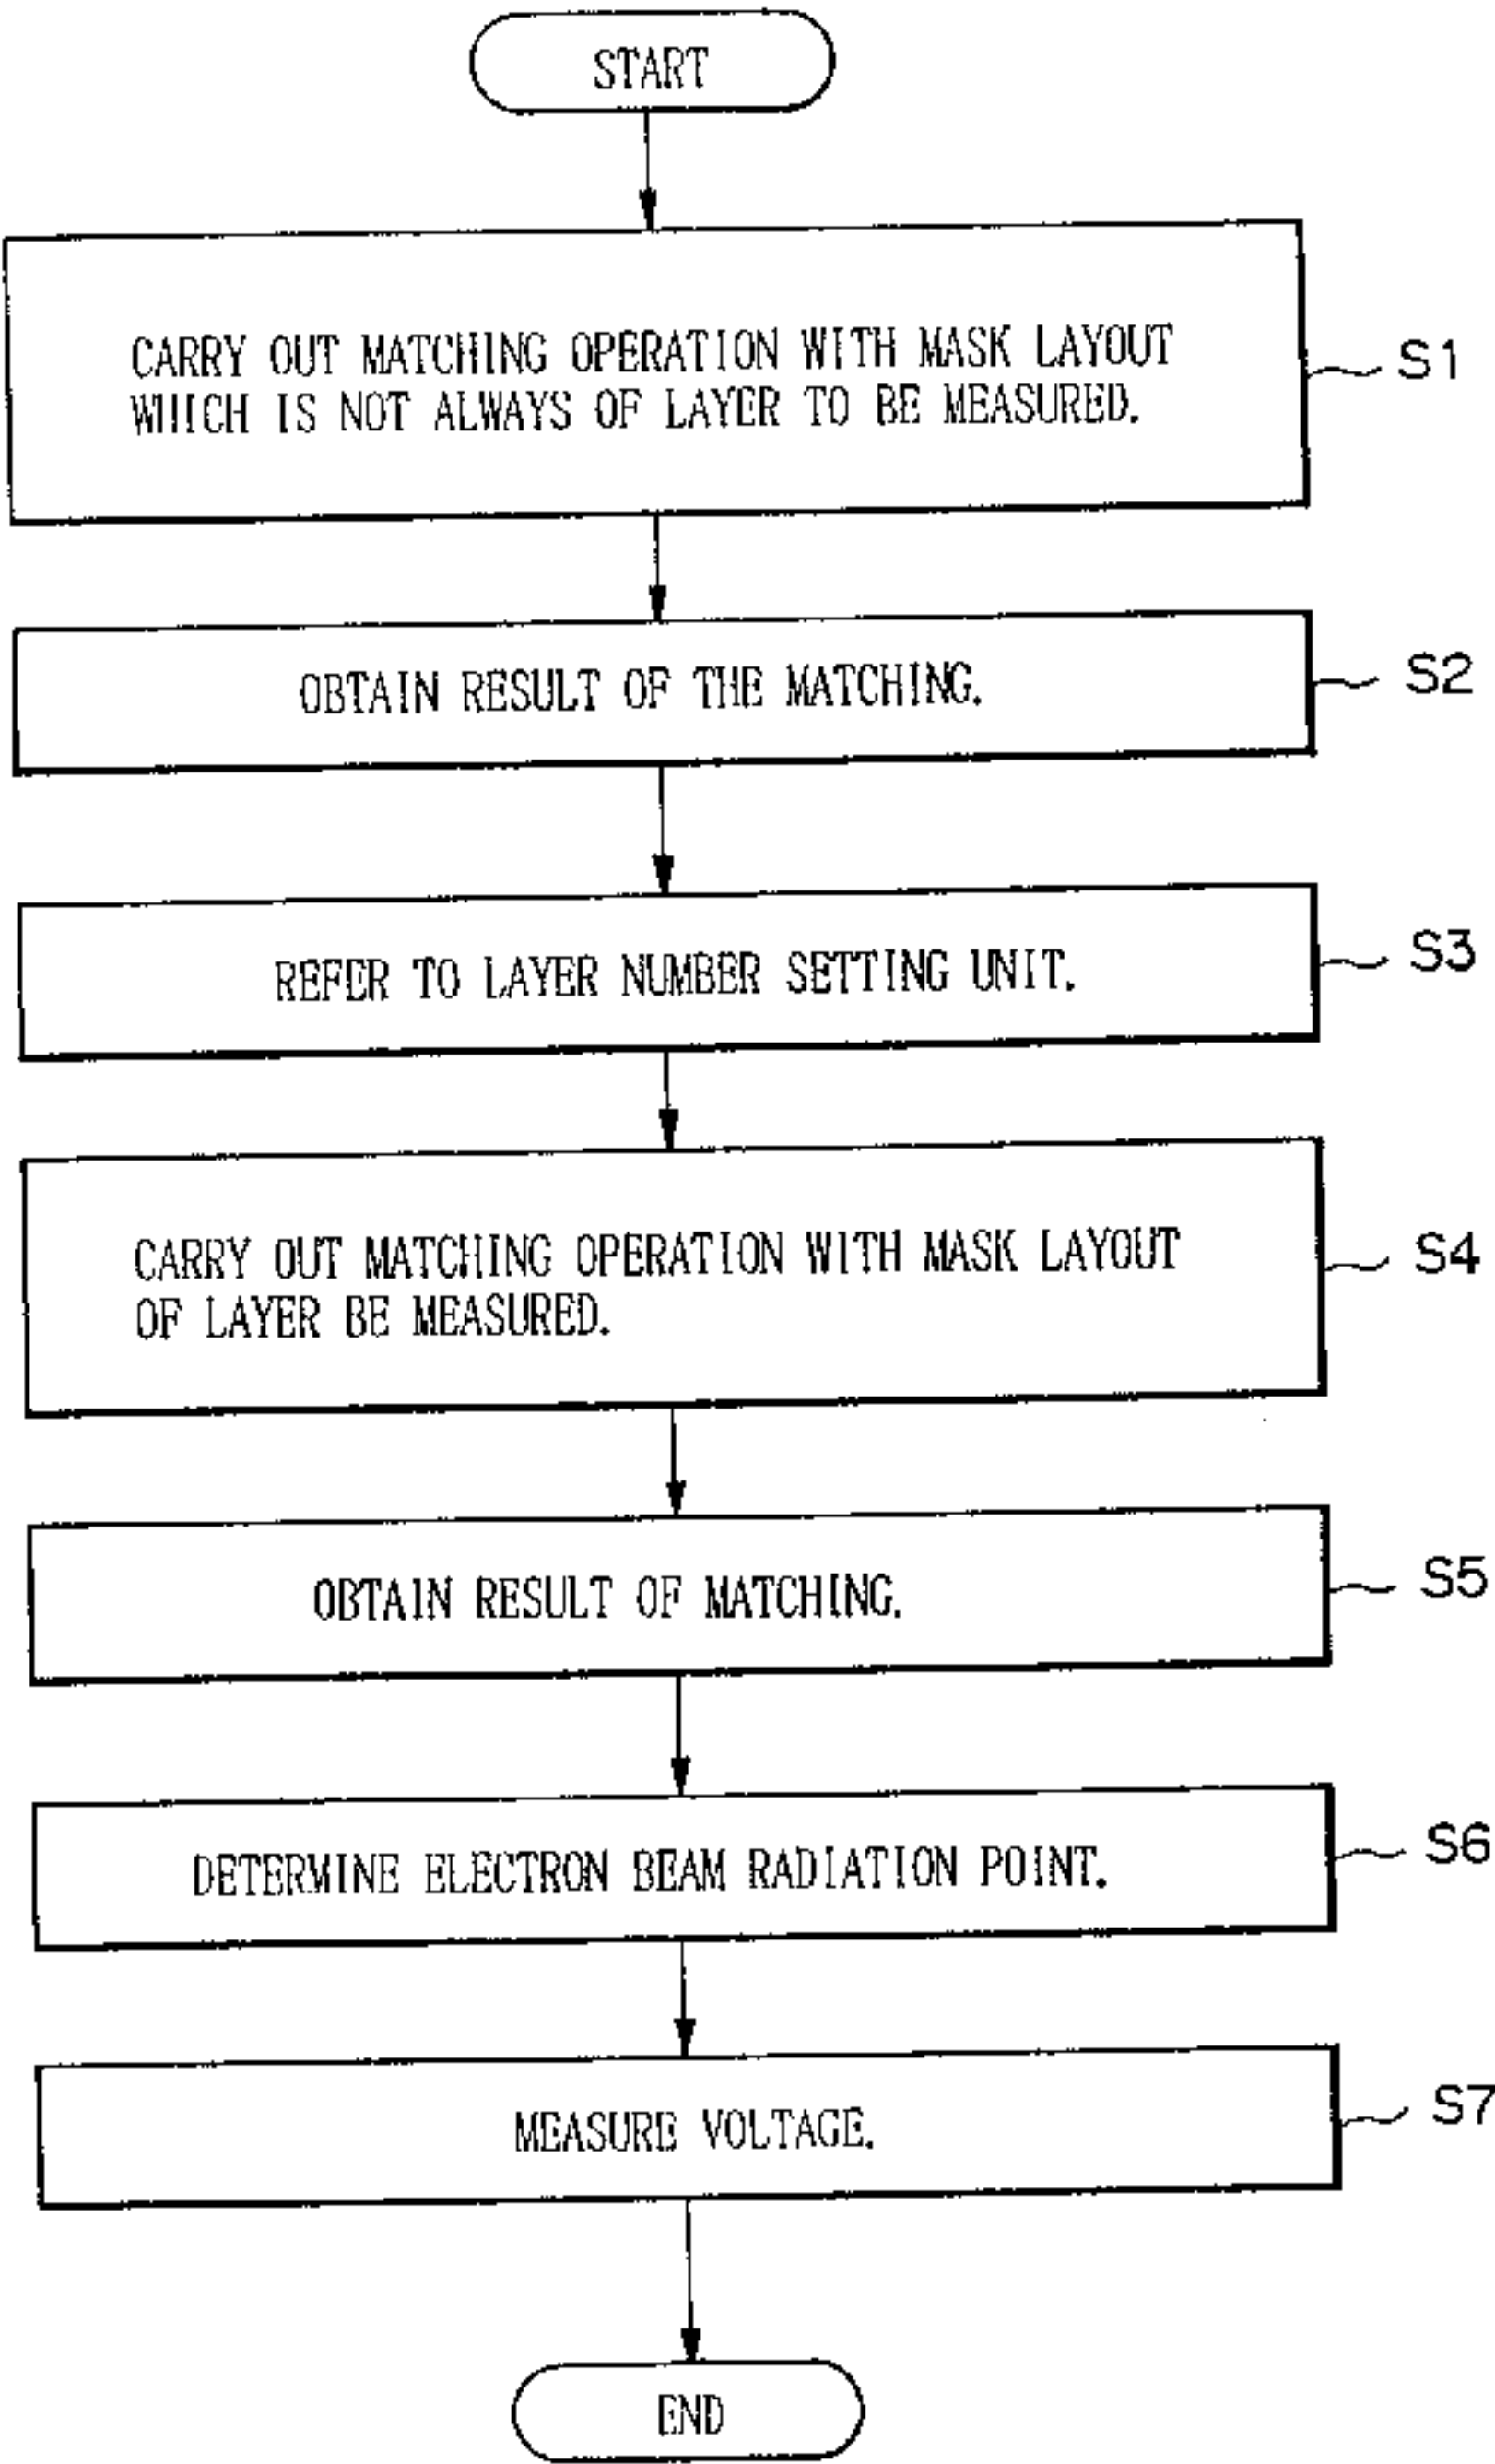 START
CARRY OUT MATCHING OPERATION WITH MASK LAYOUT
WHICH IS NOT ALWAYS OF LAYER TO BE MEASURED.
S1
OBTAIN RESULT OF THE MATCHING.
S2
REFER TO LAYER NUMBER SETTING UNIT.
S3
CARRY OUT MATCHING OPERATION WITH MASK LAYOUT
OF LAYER BE MEASURED.
S4
OBTAIN RESULT OF MATCHING.
S5
DETERMINE ELECTRON BEAM RADIATION POINT.
S6
MEASURE VOLTAGE.
S7
END